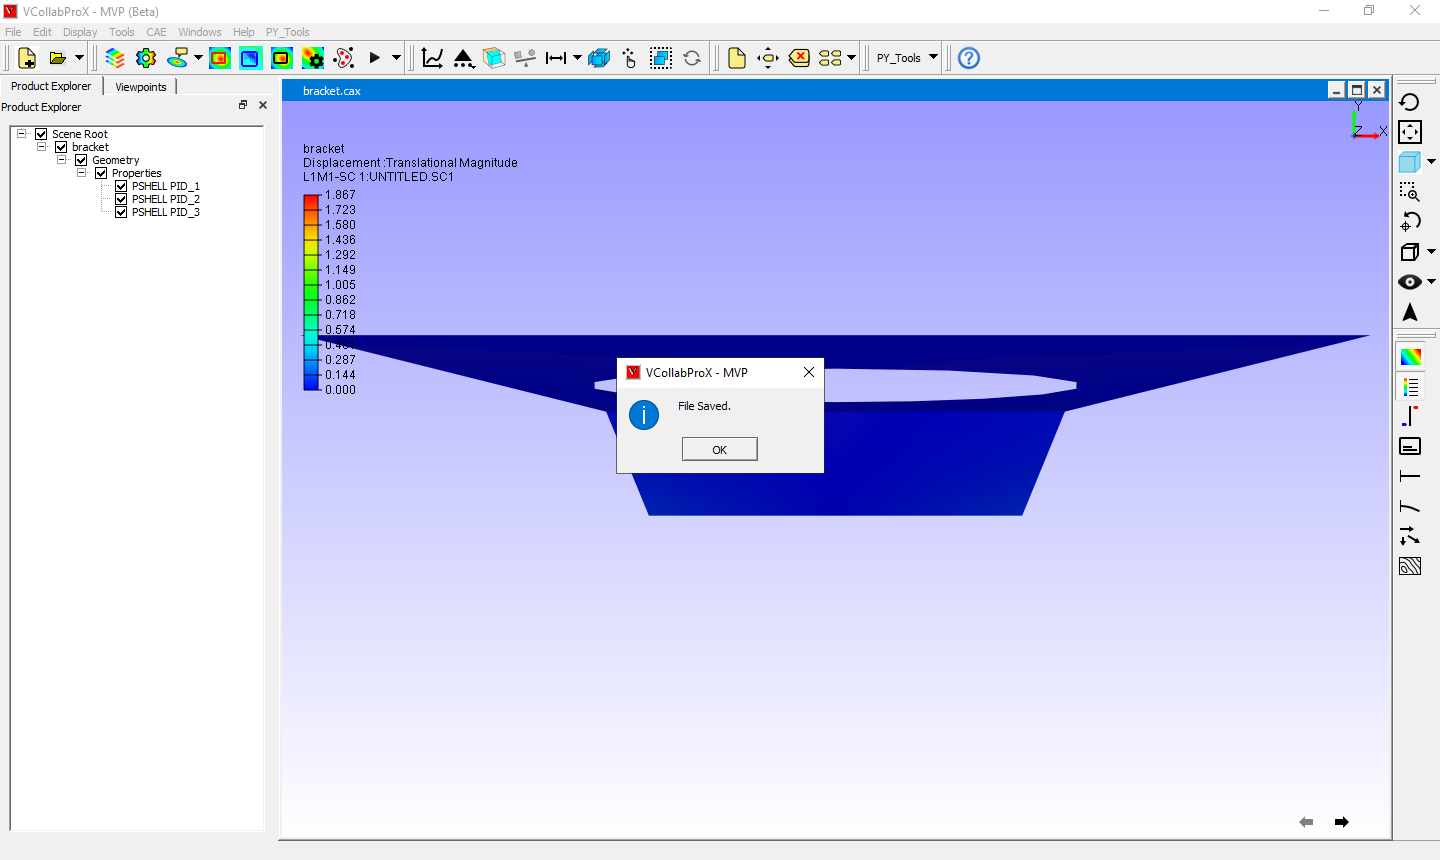 VCollabProX - MVP (Beta)
File Edit Display Tools CAE Windows Help PY_Tools
PY_Tools
Product Explorer Viewpoints
Product Explorer
Scene Root
bracket
Geometry
Properties
PSHELL PID_1
PSHELL PID_2
PSHELL PID_3
bracket.cax
Y
Z X
bracket
Displacement :Translational Magnitude
L1M1-SC 1:UNTITLED.SC1
1.867
1.723
1.580
1.436
1.292
1.149
1.005
0.862
0.718
0.574
0.431
0.287
0.144
0.000
VCollabProX - MVP
File Saved.
OK